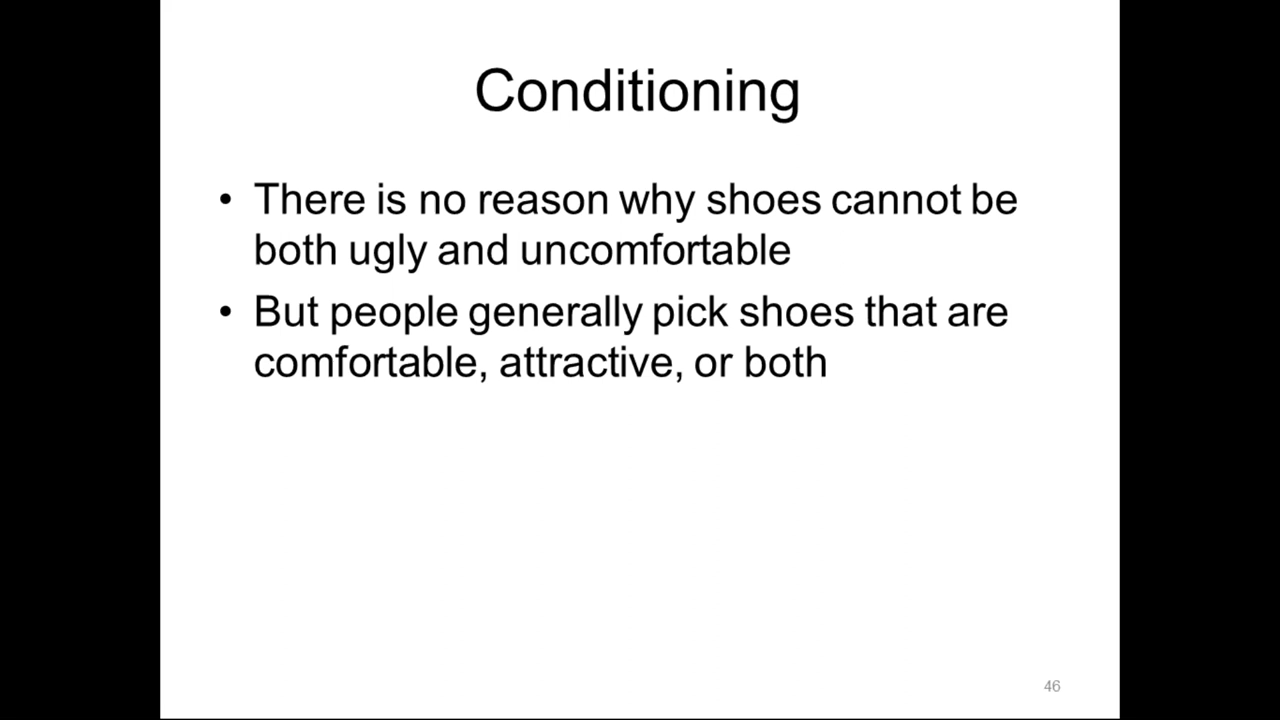 Conditioning
• There is no reason why shoes cannot be
both ugly and uncomfortable
• But people generally pick shoes that are
comfortable, attractive, or both
46